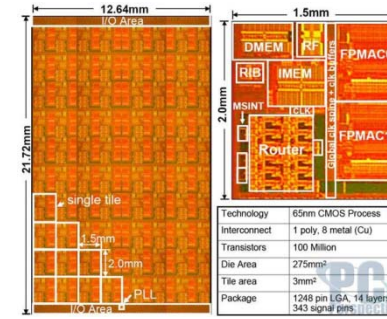 12.64mm
I/O Area
21.72mm
single tile
1.5mm
2.0mm
PLL
I/O Area
1.5mm
2.0mm
DMEM
RF
RIB
IMEM
MSINT
CLK
Router
Global clk spine + clk buffers
FPMAC
FPMAC
Technology 65nm CMOS Process
Interconnect 1 poly, 8 metal (Cu)
Transistors 100 Million
Die Area 275mm²
Tile area 3mm²
Package 1248 pin LGA, 14 layer
343 signal pins
PC